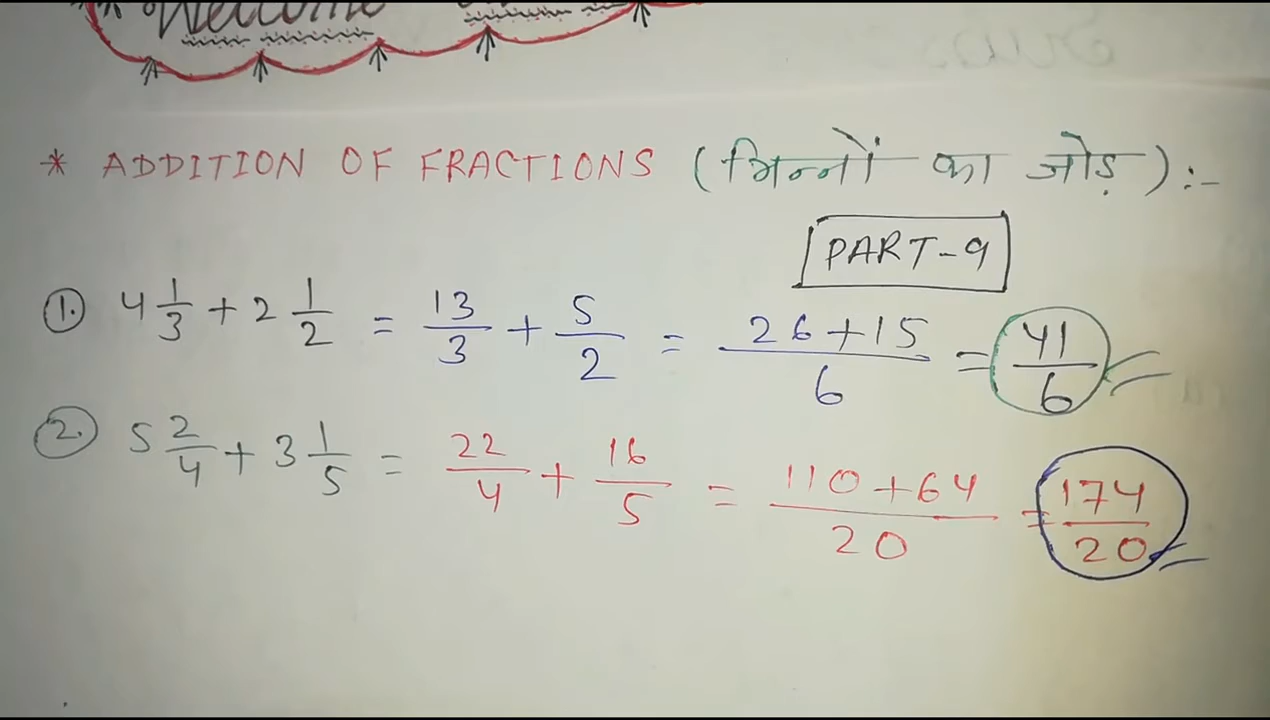 Welcome
* ADDITION OF FRACTIONS (भिन्नों का जोड़) :-
PART-9
1. 4 1/3 + 2 1/2 = 13/3 + 5/2 = 26+15/6 = 41/6
2. 5 2/4 + 3 1/5 = 22/4 + 16/5 = 110+64/20 = 174/20